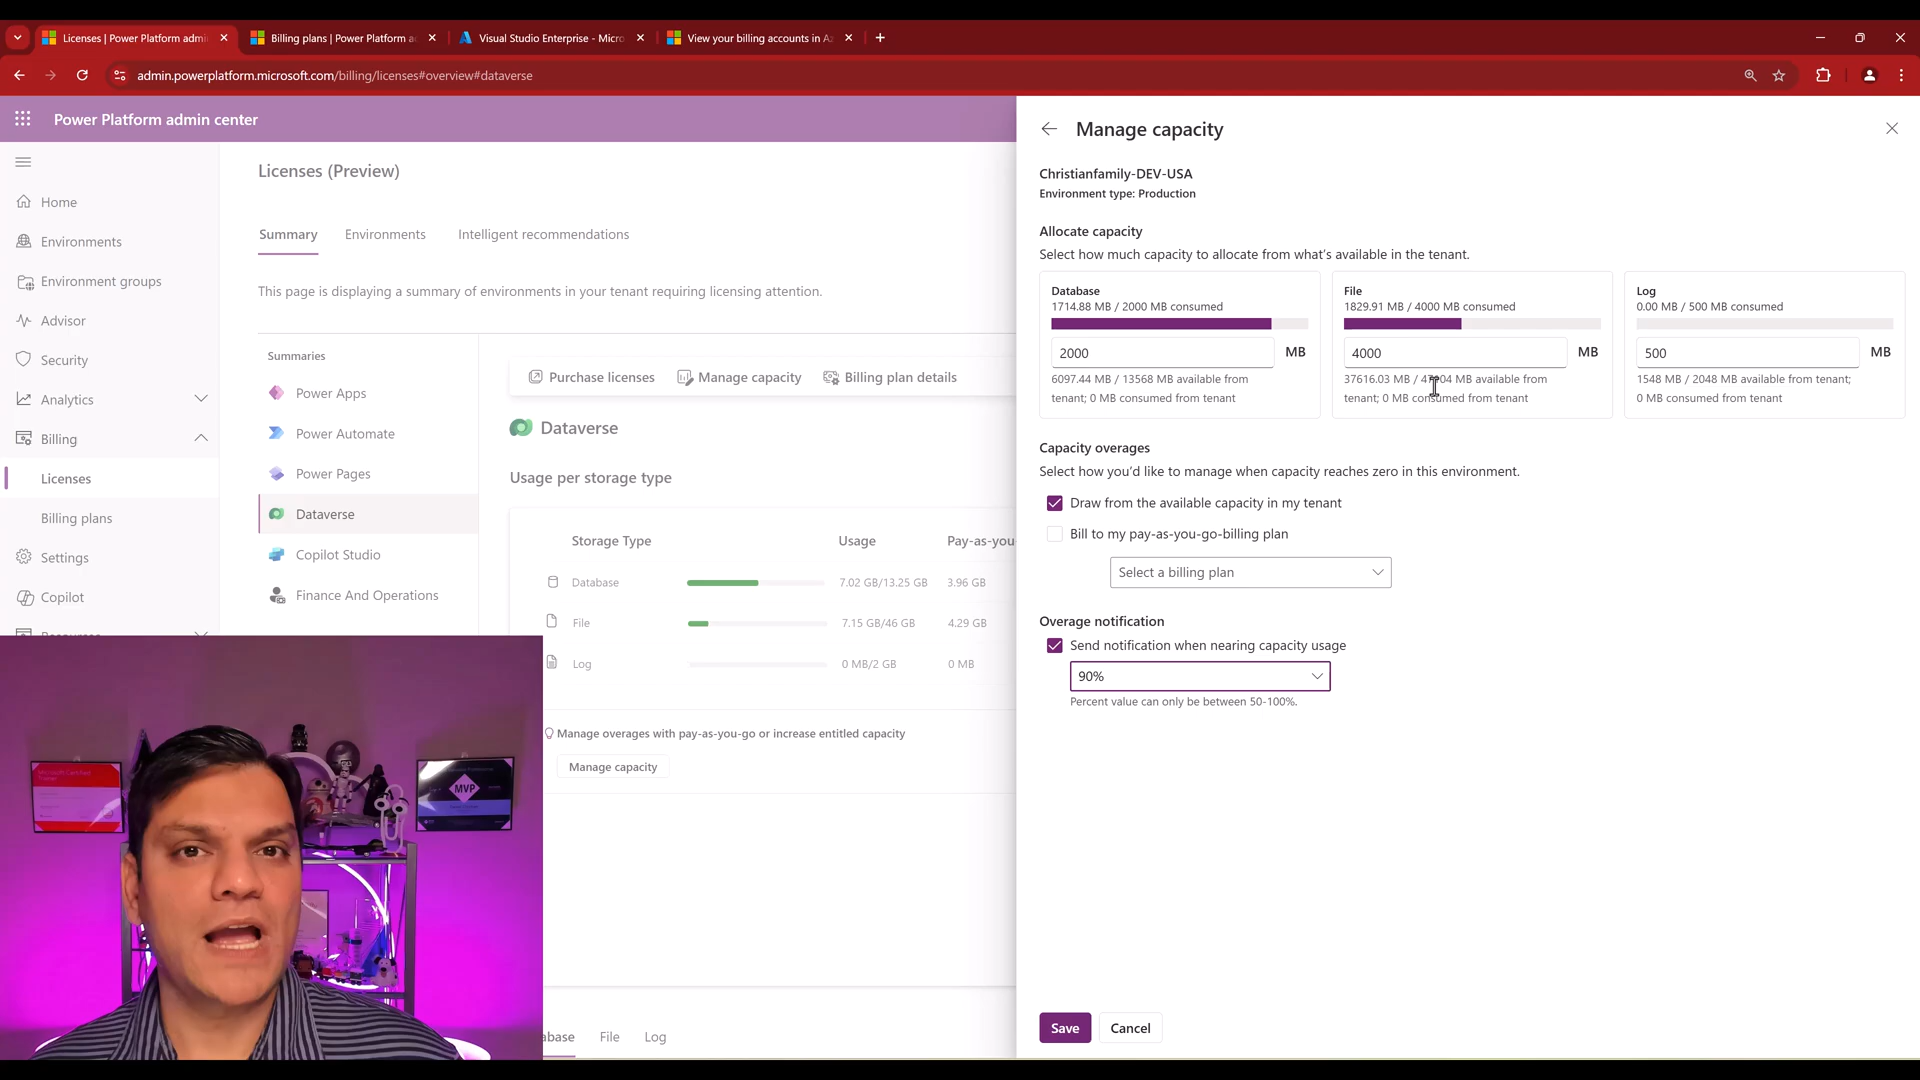 Licenses | Power Platform admi
Billing plans | Power Platform a
Visual Studio Enterprise - Micro
View your billing accounts in A
admin.powerplatform.microsoft.com/billing/licenses#overview#dataverse
Power Platform admin center
Home
Environments
Environment groups
Advisor
Security
Analytics
Billing
Licenses
Billing plans
Settings
Copilot
Licenses (Preview)
Summary
Environments
Intelligent recommendations
This page is displaying a summary of environments in your tenant requiring licensing attention.
Summaries
Power Apps
Power Automate
Power Pages
Dataverse
Copilot Studio
Finance And Operations
Purchase licenses
Manage capacity
Billing plan details
Dataverse
Usage per storage type
Storage Type Usage Pay-as-you
Database 7.02 GB/13.25 GB 3.96 GB
File 7.15 GB/46 GB 4.29 GB
Log 0 MB/2 GB 0 MB
Manage overages with pay-as-you-go or increase entitled capacity
Manage capacity
abase File Log
Manage capacity
Christianfamily-DEV-USA
Environment type: Production
Allocate capacity
Select how much capacity to allocate from what's available in the tenant.
Database
1714.88 MB / 2000 MB consumed
2000 MB
6097.44 MB / 13568 MB available from
tenant; 0 MB consumed from tenant
File
1829.91 MB / 4000 MB consumed
4000 MB
37616.03 MB / MB available from
tenant; 0 MB consumed from tenant
Log
0.00 MB / 500 MB consumed
500 MB
1548 MB / 2048 MB available from tenant;
0 MB consumed from tenant
Capacity overages
Select how you'd like to manage when capacity reaches zero in this environment.
Draw from the available capacity in my tenant
Bill to my pay-as-you-go-billing plan
Select a billing plan
Overage notification
Send notification when nearing capacity usage
90%
Percent value can only be between 50-100%.
Save
Cancel
MVP